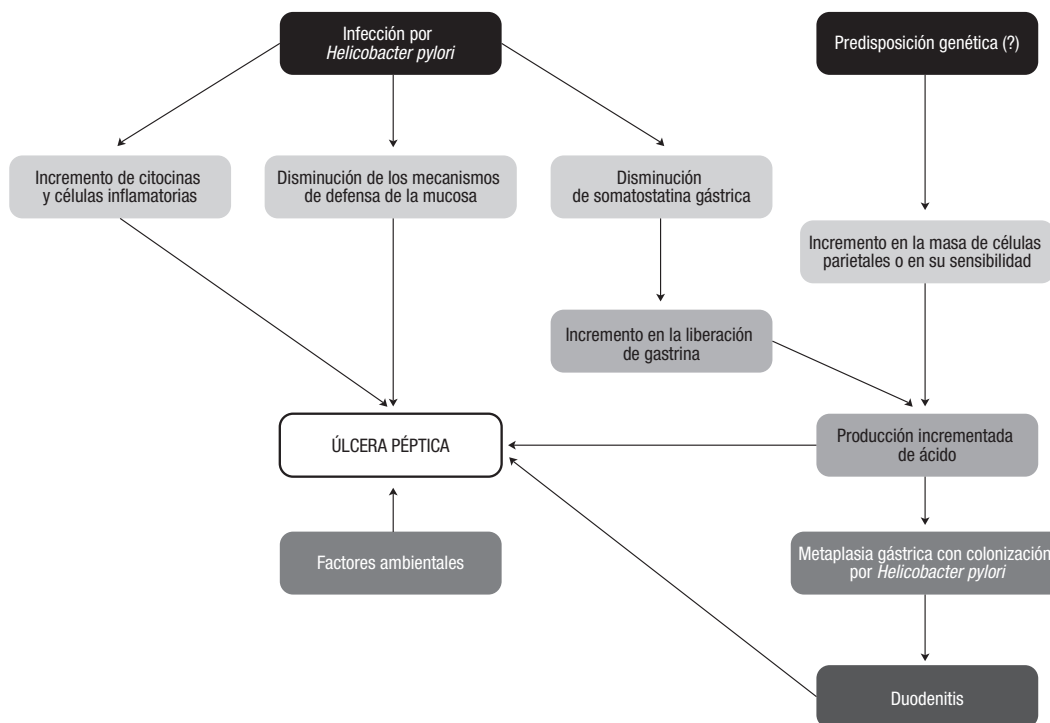 Infección por
Helicobacter pylori
Predisposición genética (?)
Incremento de citocinas
y células inflamatorias
Disminución de los mecanismos
de defensa de la mucosa
Disminución
de somatostatina gástrica
Incremento en la masa de células
parietales o en su sensibilidad
Incremento en la liberación
de gastrina
ÚLCERA PÉPTICA
Producción incrementada
de ácido
Factores ambientales
Metaplasia gástrica con colonización
por Helicobacter pylori
Duodenitis